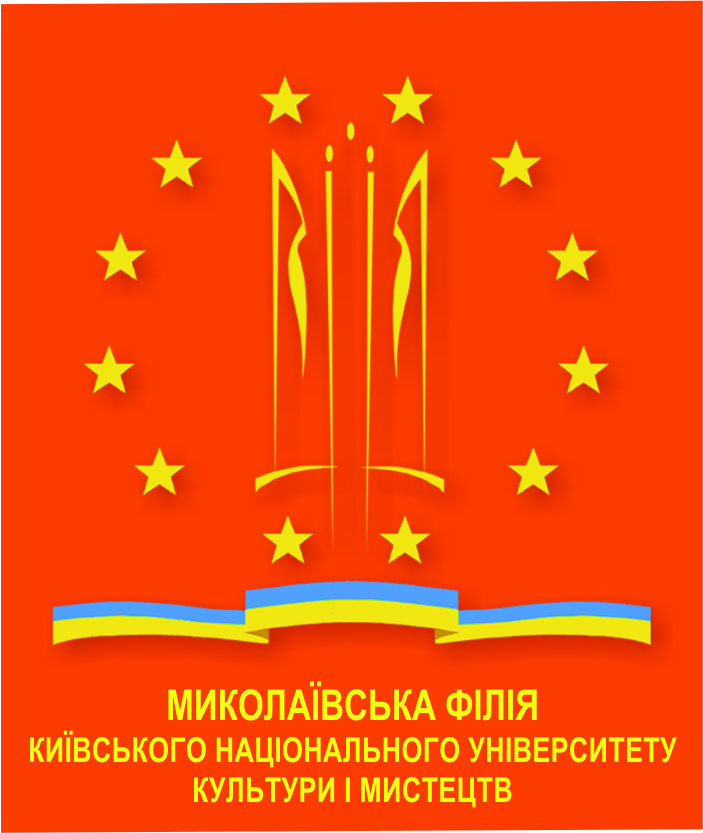 МИКОЛАЇВСЬКА ФІЛІЯ
КИЇВСЬКОГО НАЦІОНАЛЬНОГО УНІВЕРСИТЕТУ
КУЛЬТУРИ І МИСТЕЦТВ